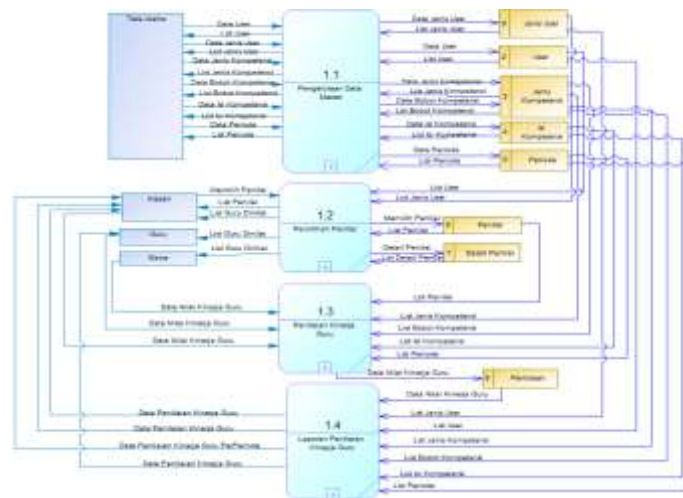 Tata Usaha
Data User
List User
Data Jenis User
List Jenis User
Data Jenis Kompetensi
List Jenis Kompetensi
Data Bobot Kompetensi
List Bobot Kompetensi
Data Isi Kompetensi
List Isi Kompetensi
Data Periode
List Periode
1.1
Pengelolaan Data
Master
Data Jenis User
List Jenis User
Data User
List User
Data Jenis Kompetensi
List Jenis Kompetensi
Data Bobot Kompetensi
List Bobot Kompetensi
Data Isi Kompetensi
List Isi Kompetensi
Data Periode
List Periode
Jenis User
2
User
3
Jenis
Kompetensi
4
Isi
Kompetensi
5
Periode
List User
List Jenis User
Memilih Penilai
List Penilai
List Guru Dinilai
Guru
List Guru Dinilai
Siswa
List Guru Dinilai
1.2
Pemilihan Penilai
Memilih Penilai
List Penilai
6
Penilai
Detail Penilai
List Detail Penilai
7
Detail Penilai
Data Nilai Kinerja Guru
Data Nilai Kinerja Guru
Data Nilai Kinerja Guru
1.3
Penilaian Kinerja
Guru
List Penilai
List Jenis Kompetensi
List Bobot Kompetensi
List Isi Kompetensi
List Periode
Data Nilai Kinerja Guru
8
Penilaian
Data Nilai Kinerja Guru
Data Penilaian Kinerja Guru
Data Penilaian Kinerja Guru
Data Penilaian Kinerja Guru PerPeriode
Data Penilaian Kinerja Guru
1.4
Laporan Penilaian
Kinerja Guru
List Jenis User
List User
List Jenis Kompetensi
List Bobot Kompetensi
List Isi Kompetensi
List Periode